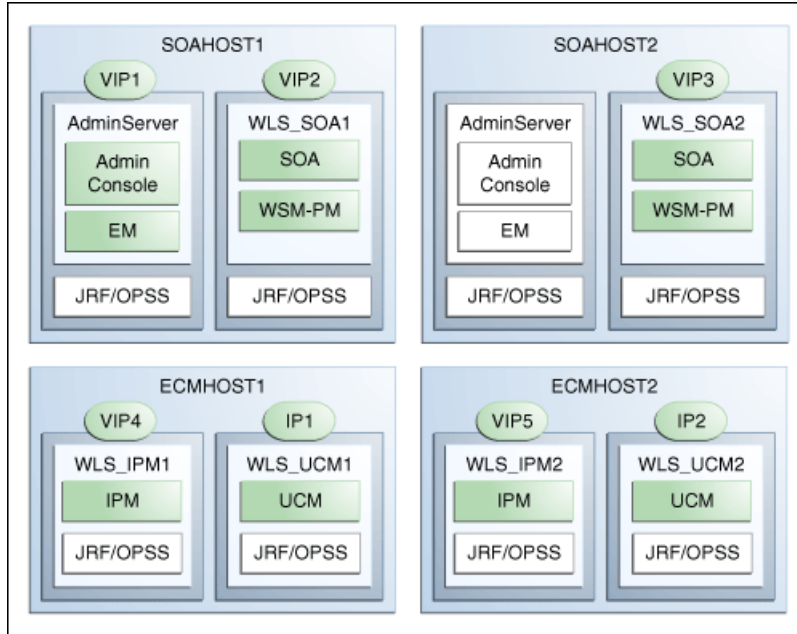 SOAHOST1
VIP1
VIP2
AdminServer
Admin
Console
EM
JRF/OPSS
WLS_SOA1
SOA
WSM-PM
JRF/OPSS
SOAHOST2
VIP3
AdminServer
Admin
Console
EM
JRF/OPSS
WLS_SOA2
SOA
WSM-PM
JRF/OPSS
ECMHOST1
VIP4
IP1
WLS_IPM1
IPM
JRF/OPSS
WLS_UCM1
UCM
JRF/OPSS
ECMHOST2
VIP5
IP2
WLS_IPM2
IPM
JRF/OPSS
WLS_UCM2
UCM
JRF/OPSS